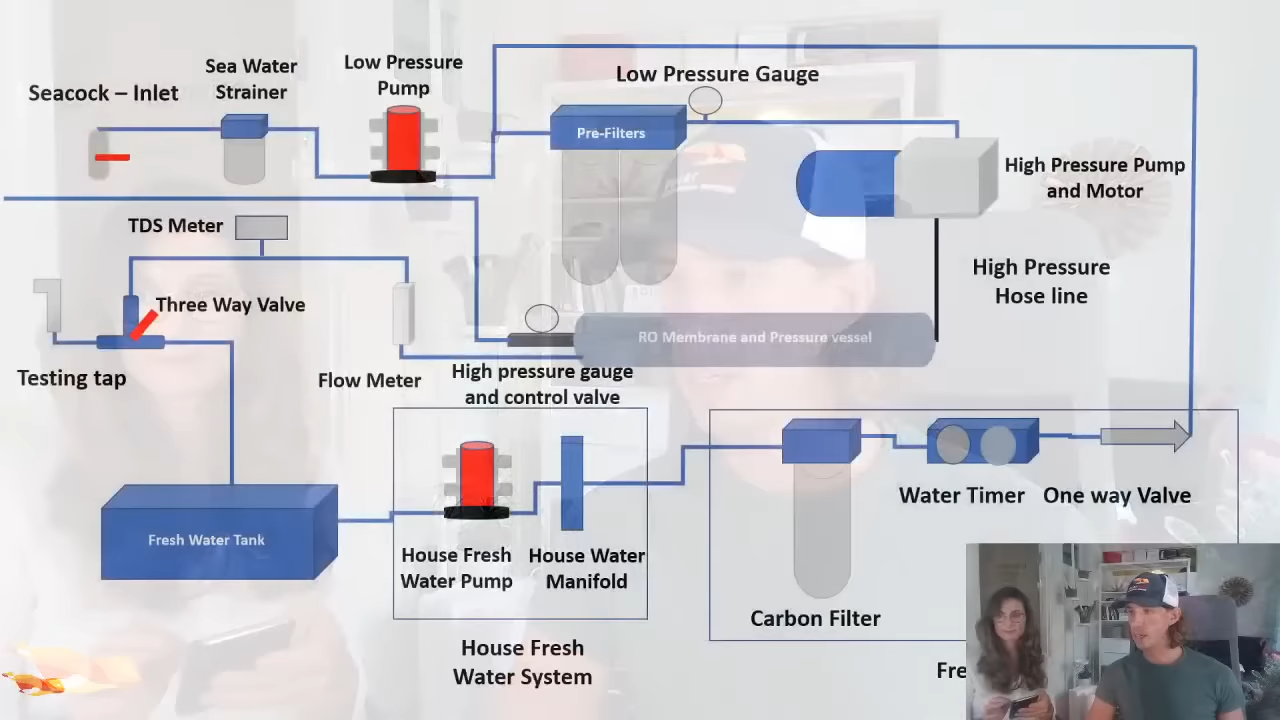 Sea Water
Strainer
Low Pressure
Pump
Seacock – Inlet
Low Pressure Gauge
Pre-Filters
High Pressure Pump
and Motor
TDS Meter
High Pressure
Hose line
Three Way Valve
RO Membrane and Pressure vessel
Testing tap
Flow Meter
High pressure gauge
and control valve
Water Timer
One way Valve
Fresh Water Tank
House Fresh
Water Pump
House Water
Manifold
Carbon Filter
House Fresh
Water System
Fre